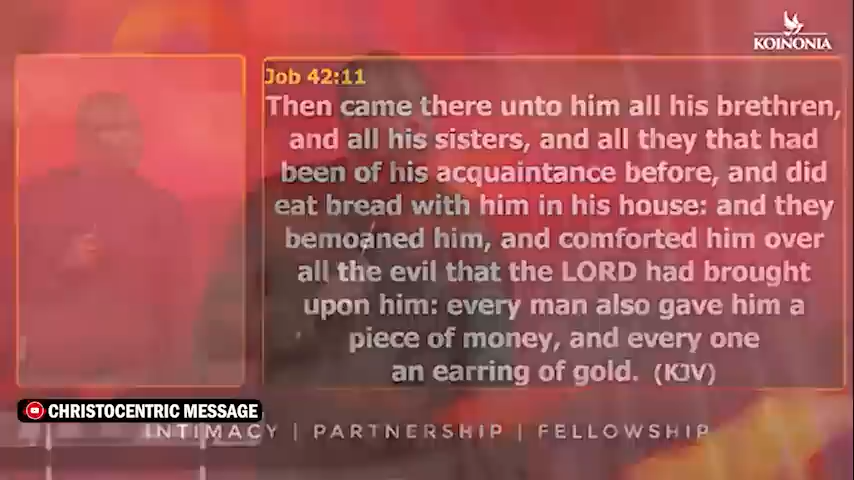 KOINONIA
Job 42:11
Then came there unto him all his brethren,
and all his sisters, and all they that had
been of his acquaintance before, and did
eat bread with him in his house: and they
bemoaned him, and comforted him over
all the evil that the LORD had brought
upon him: every man also gave him a
piece of money, and every one
an earring of gold. (KJV)
CHRISTOCENTRIC MESSAGE
INTIMACY | PARTNERSHIP | FELLOWSHIP